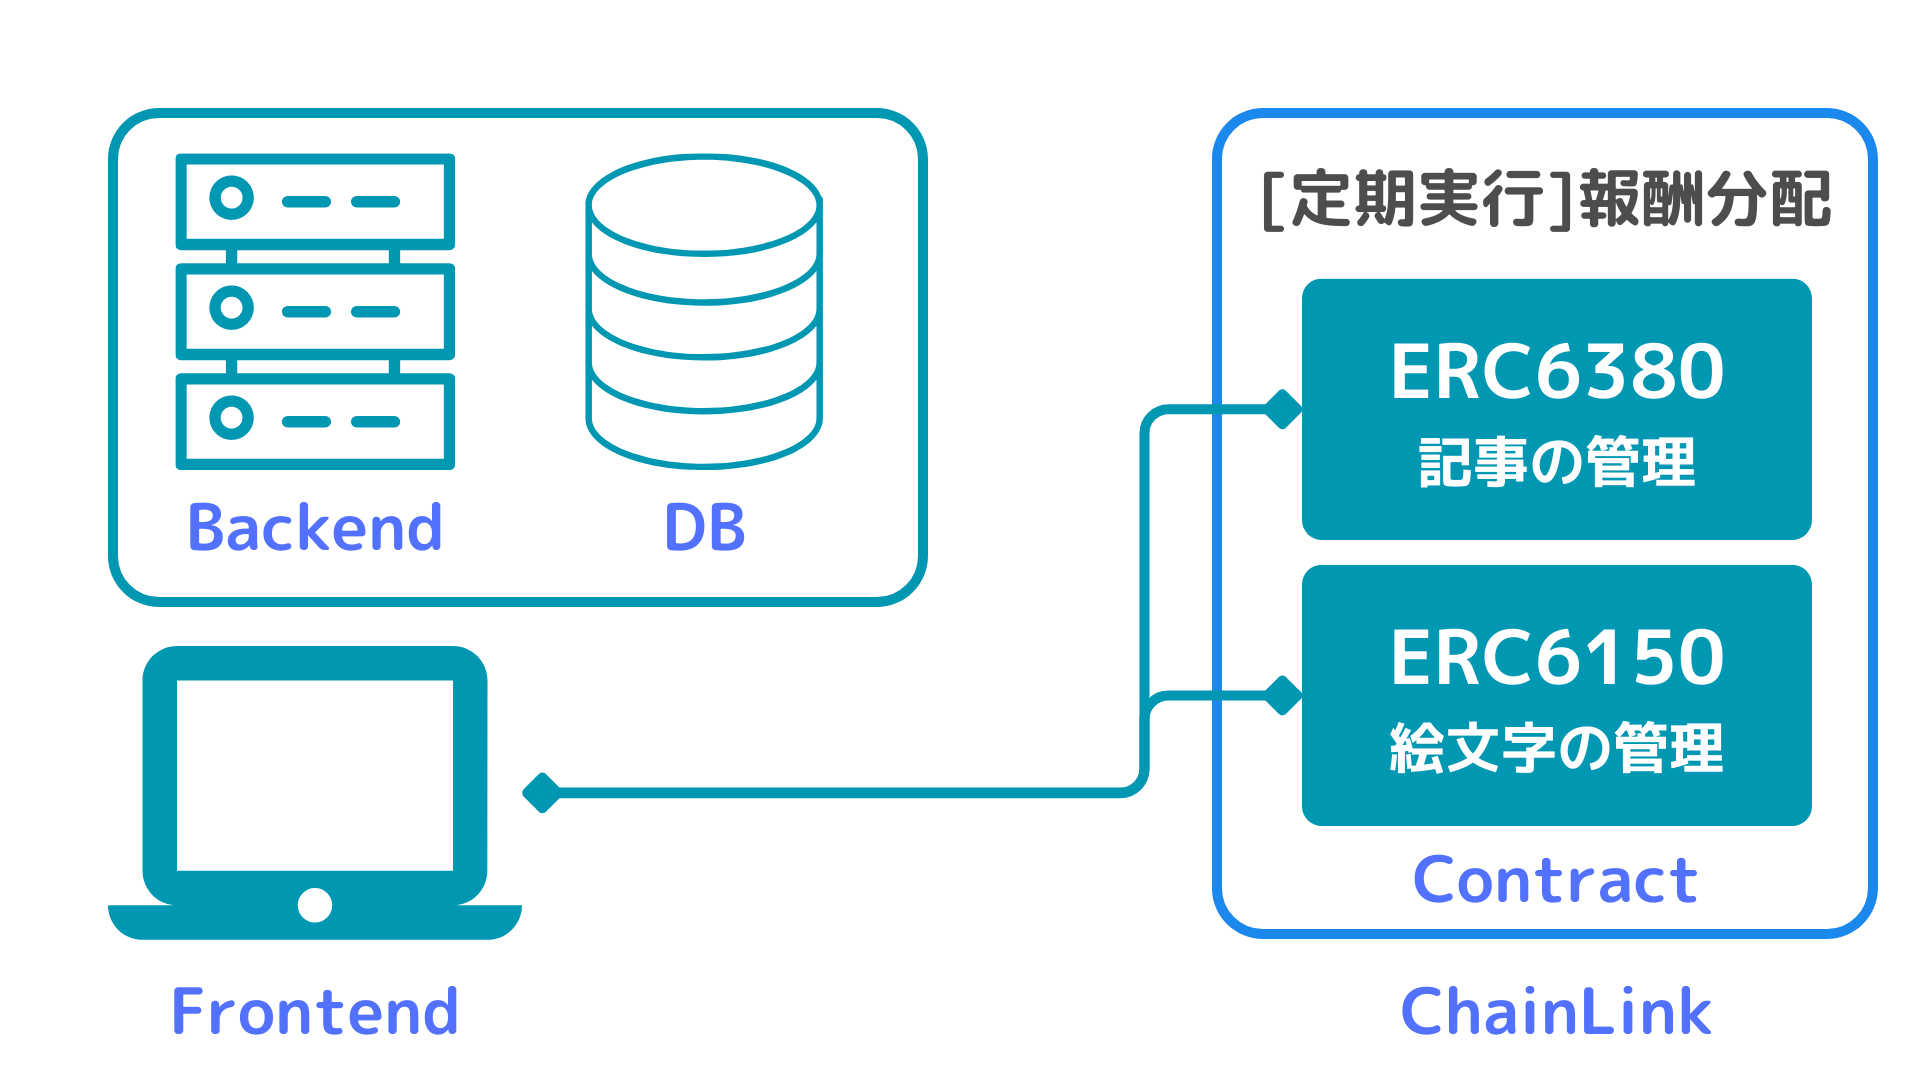 Backend
DB
Frontend
[定期実行]報酬分配
ERC6380
記事の管理
ERC6150
絵文字の管理
Contract
ChainLink